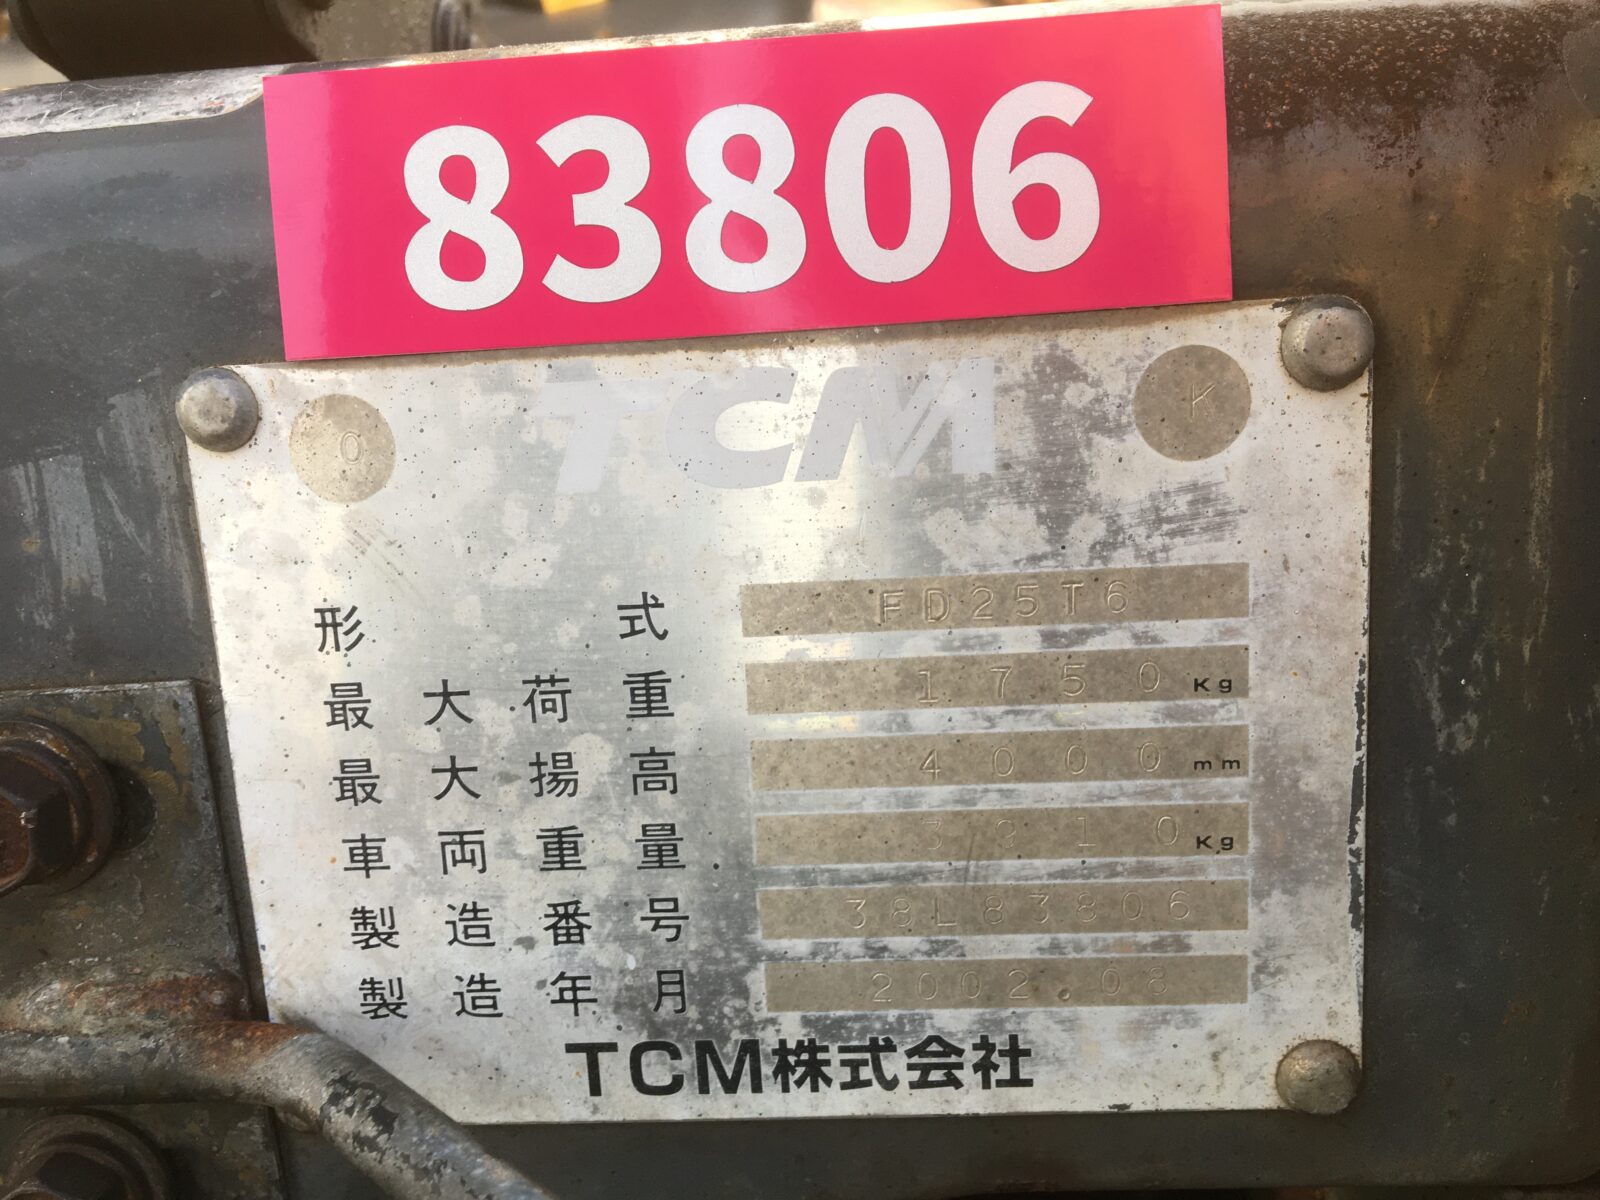 83806
O TCM K
形式 FD25T6
最大荷重 1750 Kg
最大揚高 4000 mm
車両重量 3910 Kg
製造番号 38L83806
製造年月 2002.08
TCM株式会社